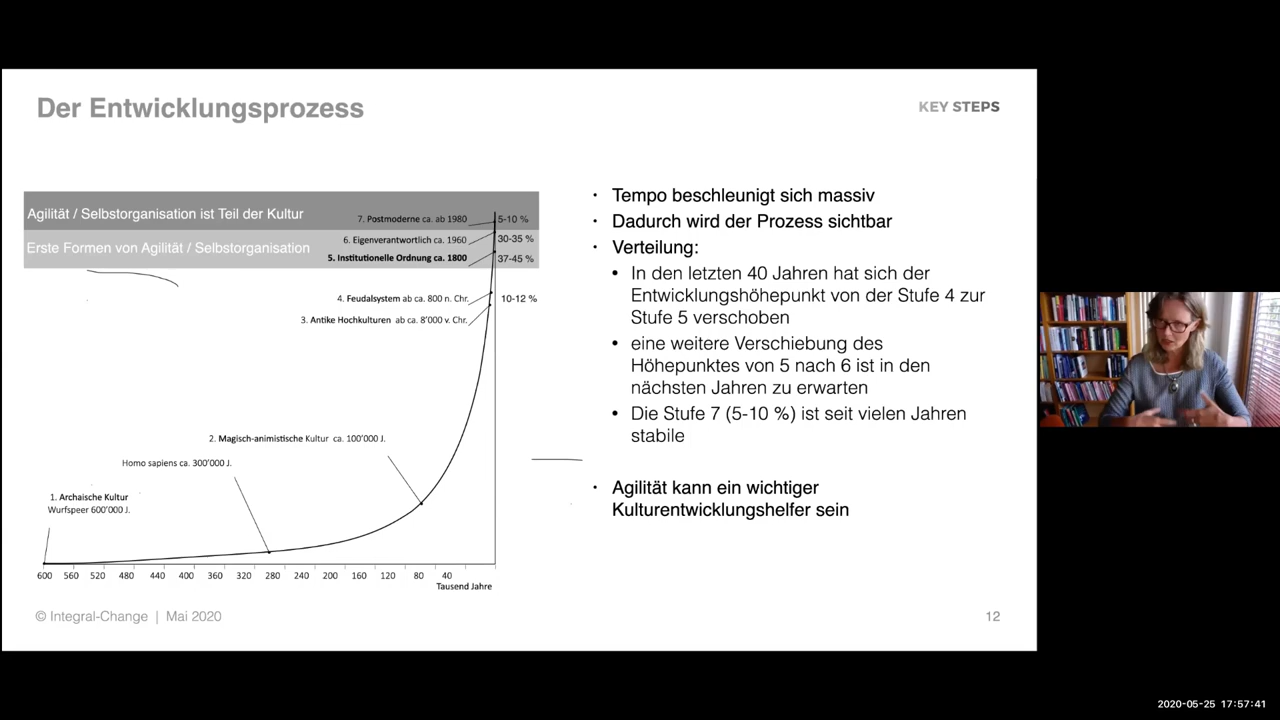 Der Entwicklungsprozess
KEY STEPS
Agilität / Selbstorganisation ist Teil der Kultur
Erste Formen von Agilität / Selbstorganisation
7. Postmoderne ca. ab 1980
5-10 %
6. Eigenverantwortlich ca. 1960
30-35 %
5. Institutionelle Ordnung ca. 1800
37-45 %
4. Feudalsystem ab ca. 800 n. Chr.
10-12 %
3. Antike Hochkulturen ab ca. 8'000 v. Chr.
2. Magisch-animistische Kultur ca. 100'000 J.
Homo sapiens ca. 300'000 J.
1. Archaische Kultur
Wurfspeer 600'000 J.
600 560 520 480 440 400 360 320 280 240 200 160 120 80 40
Tausend Jahre
• Tempo beschleunigt sich massiv
• Dadurch wird der Prozess sichtbar
• Verteilung:
• In den letzten 40 Jahren hat sich der
Entwicklungshöhepunkt von der Stufe 4 zur
Stufe 5 verschoben
• eine weitere Verschiebung des
Höhepunktes von 5 nach 6 ist in den
nächsten Jahren zu erwarten
• Die Stufe 7 (5-10 %) ist seit vielen Jahren
stabile
• Agilität kann ein wichtiger
Kulturentwicklungshelfer sein
© Integral-Change | Mai 2020
12
2020-05-25 17:57:41